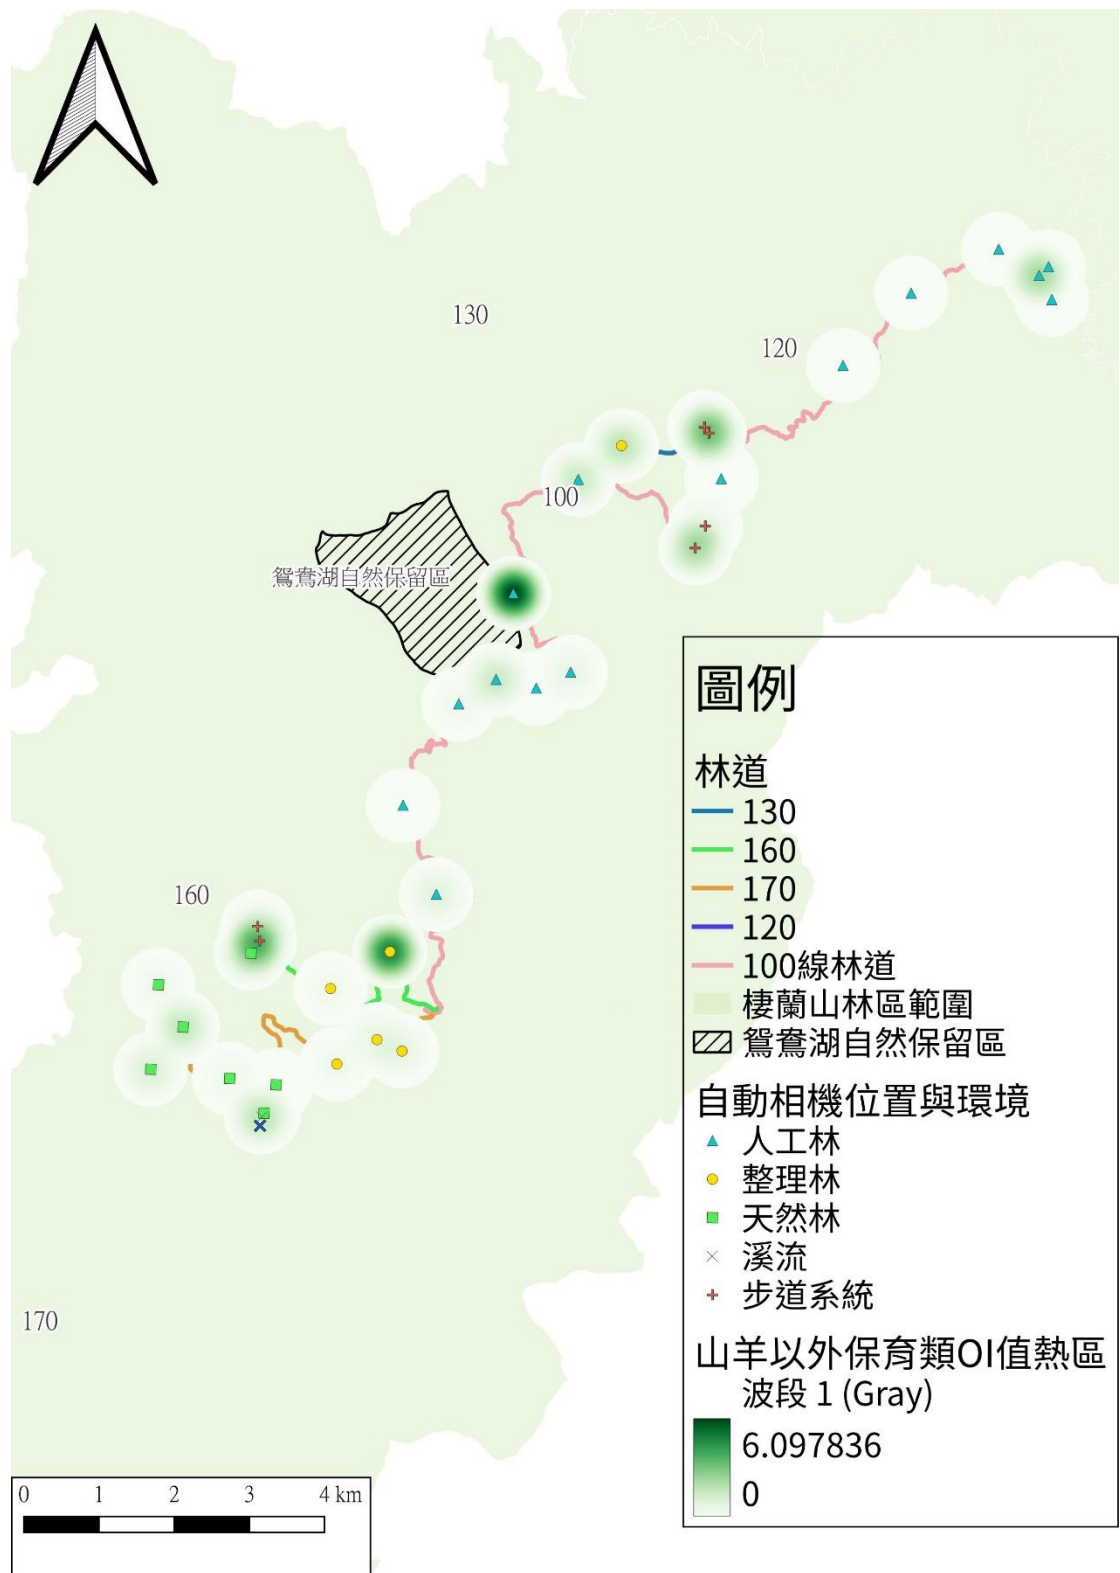 130
120
100
鴛鴦湖自然保留區
160
170
0 1 2 3 4 km
圖例
林道
130
160
170
120
100線林道
棲蘭山林區範圍
鴛鴦湖自然保留區
自動相機位置與環境
人工林
整理林
天然林
溪流
步道系統
山羊以外保育類OI值熱區
波段 1 (Gray)
6.097836
0